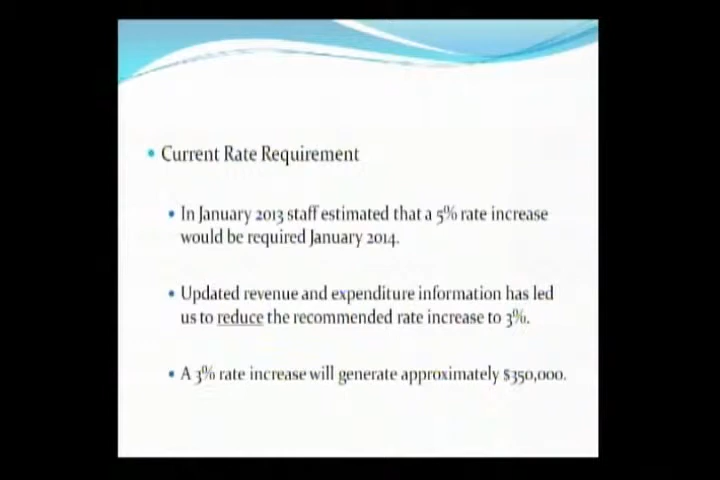 Current Rate Requirement
In January 2013 staff estimated that a 5% rate increase
would be required January 2014.
Updated revenue and expenditure information has led
us to reduce the recommended rate increase to 3%.
A 3% rate increase will generate approximately $350,000.